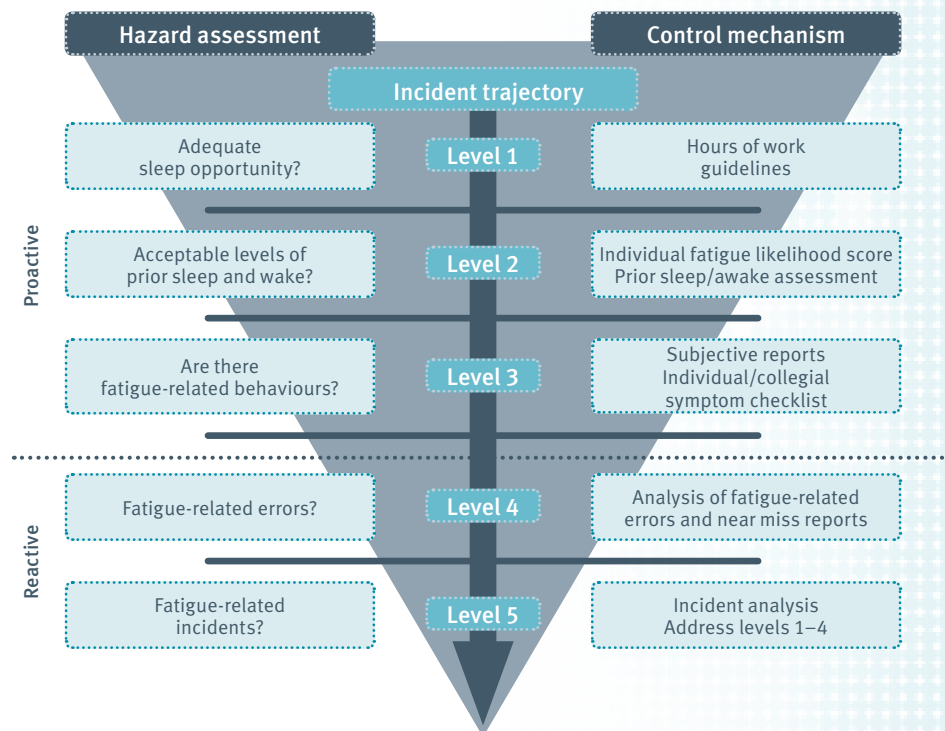 Hazard assessment
Control mechanism
Incident trajectory
Adequate
sleep opportunity?
Level 1
Hours of work
guidelines
Proactive
Acceptable levels of
prior sleep and wake?
Level 2
Individual fatigue likelihood score
Prior sleep/awake assessment
Are there
fatigue-related behaviours?
Level 3
Subjective reports
Individual/collegial
symptom checklist
Reactive
Fatigue-related errors?
Level 4
Analysis of fatigue-related
errors and near miss reports
Fatigue-related
incidents?
Level 5
Incident analysis
Address levels 1–4